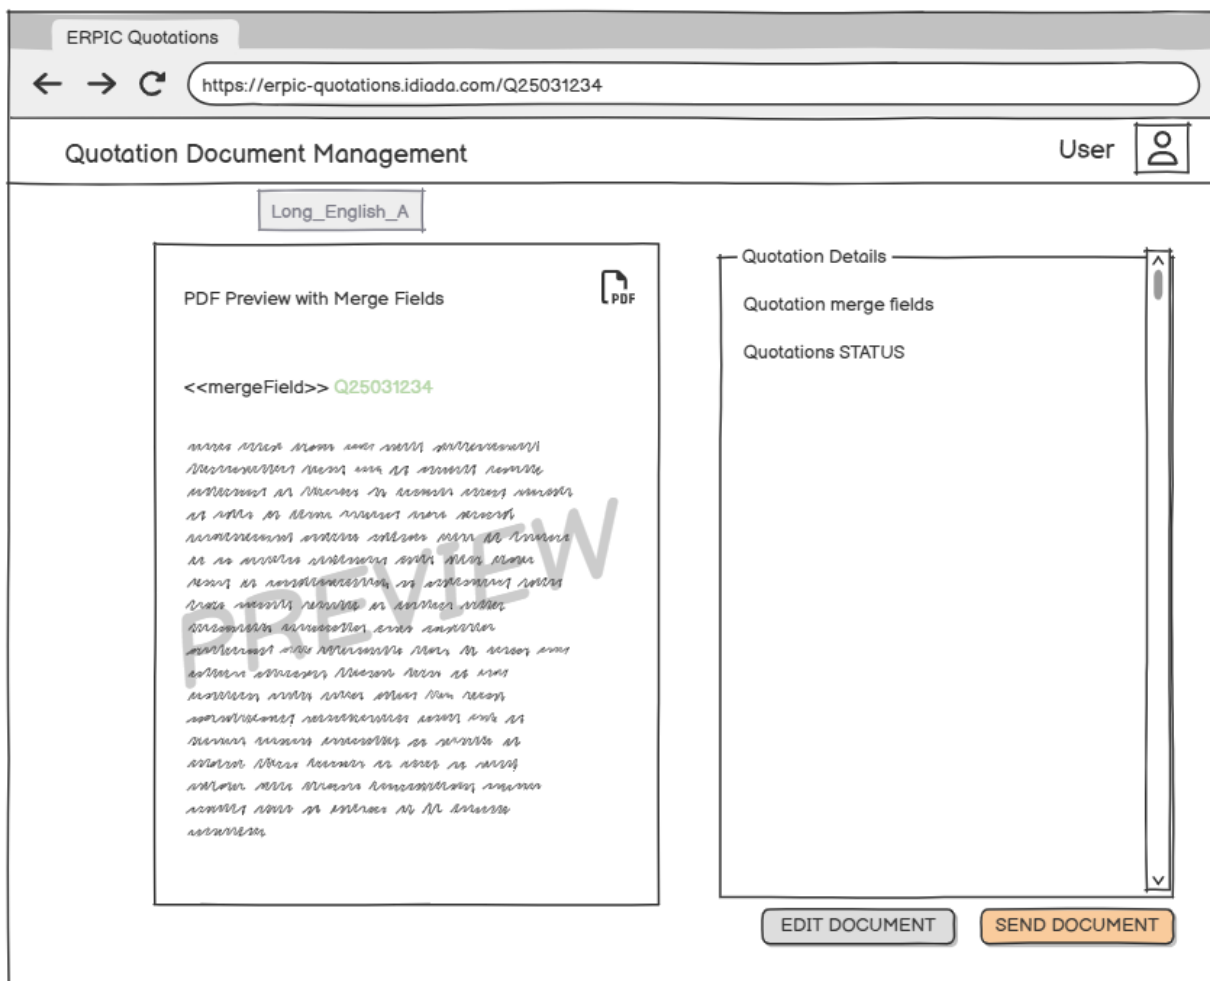 ERPIC Quotations
https://erpic-quotations.idiada.com/Q25031234
Quotation Document Management
User
Long_English_A
PDF Preview with Merge Fields
PDF
<<mergeField>> Q25031234
PREVIEW
Quotation Details
Quotation merge fields
Quotations STATUS
EDIT DOCUMENT
SEND DOCUMENT